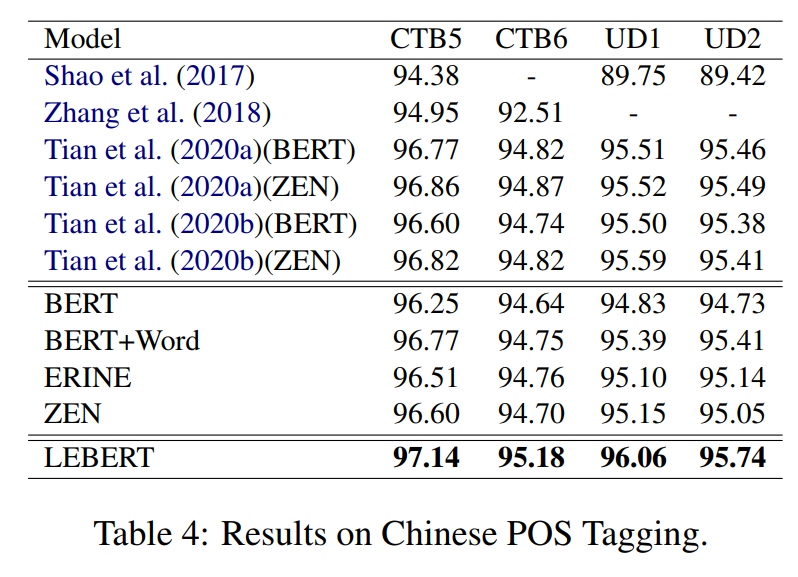 Model CTB5 CTB6 UD1 UD2
Shao et al. (2017) 94.38 - 89.75 89.42
Zhang et al. (2018) 94.95 92.51 - -
Tian et al. (2020a)(BERT) 96.77 94.82 95.51 95.46
Tian et al. (2020a)(ZEN) 96.86 94.87 95.52 95.49
Tian et al. (2020b)(BERT) 96.60 94.74 95.50 95.38
Tian et al. (2020b)(ZEN) 96.82 94.82 95.59 95.41
BERT 96.25 94.64 94.83 94.73
BERT+Word 96.77 94.75 95.39 95.41
ERINE 96.51 94.76 95.10 95.14
ZEN 96.60 94.70 95.15 95.05
LEBERT 97.14 95.18 96.06 95.74
Table 4: Results on Chinese POS Tagging.